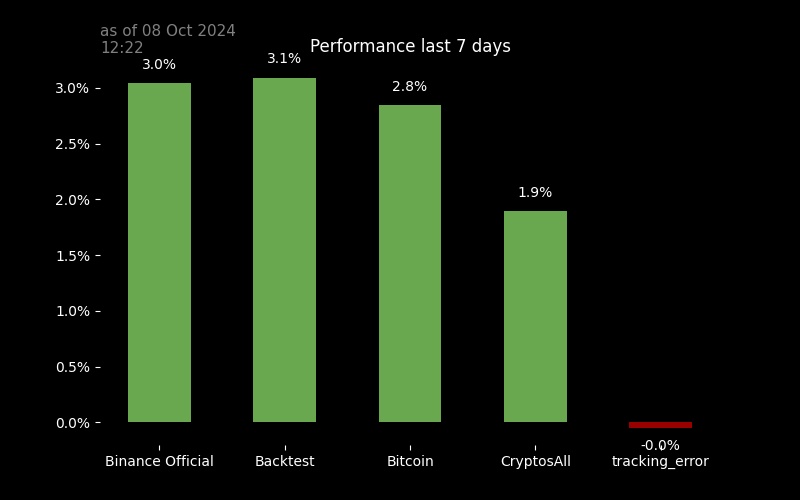 as of 08 Oct 2024
12:22
Performance last 7 days
3.0%
3.1%
2.8%
1.9%
-0.0%
3.0%
2.5%
2.0%
1.5%
1.0%
0.5%
0.0%
Binance Official
Backtest
Bitcoin
CryptosAll
tracking_error